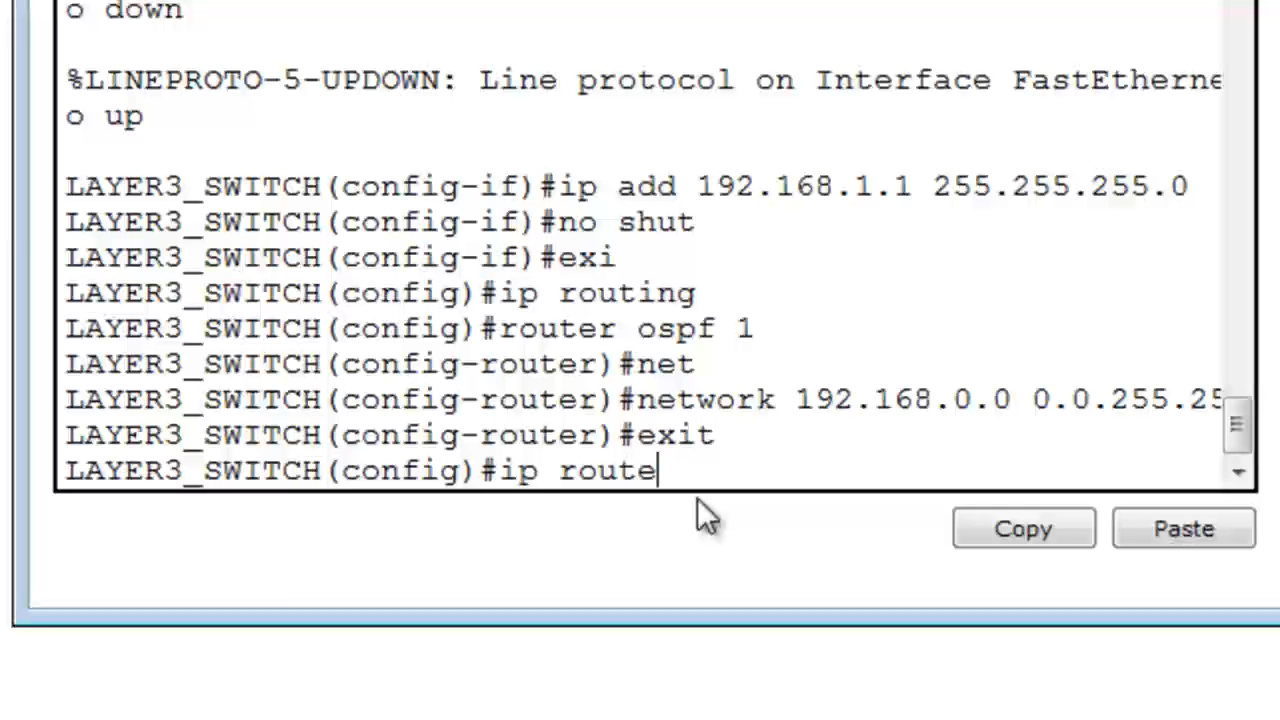 o down
%LINEPROTO-5-UPDOWN: Line protocol on Interface FastEtherne
o up
LAYER3_SWITCH(config-if)#ip add 192.168.1.1 255.255.255.0
LAYER3_SWITCH(config-if)#no shut
LAYER3_SWITCH(config-if)#exi
LAYER3_SWITCH(config)#ip routing
LAYER3_SWITCH(config)#router ospf 1
LAYER3_SWITCH(config-router)#net
LAYER3_SWITCH(config-router)#network 192.168.0.0 0.0.255.25
LAYER3_SWITCH(config-router)#exit
LAYER3_SWITCH(config)#ip route
Copy Paste